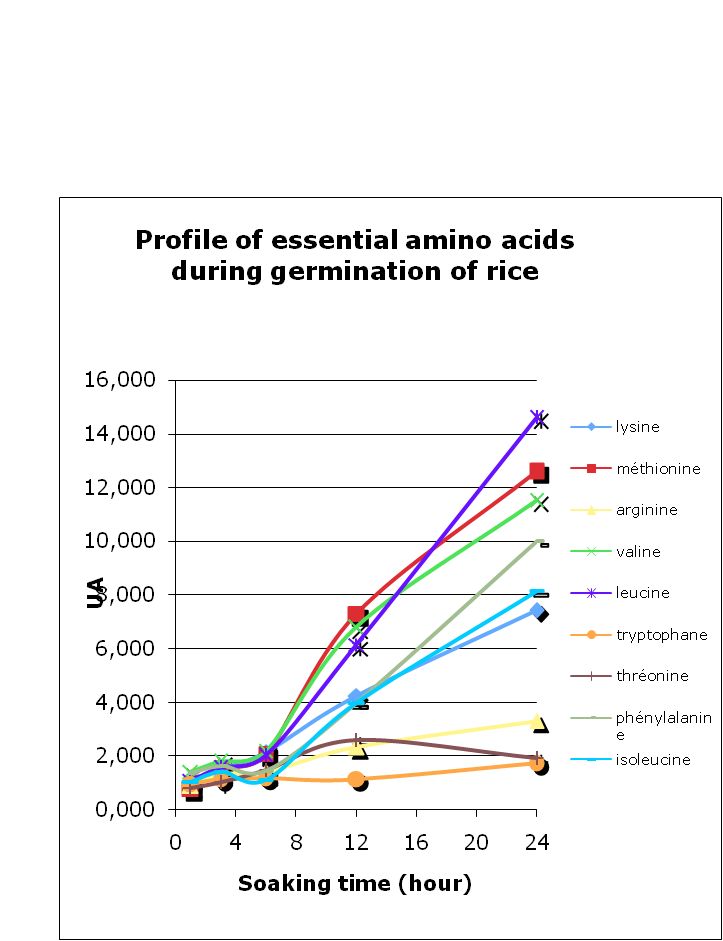 Profile of essential amino acids
during germination of rice
16,000
14,000
12,000
10,000
8,000
6,000
4,000
2,000
0,000
UA
0 4 8 12 16 20 24
Soaking time (hour)
lysine
méthionine
arginine
valine
leucine
tryptophane
thréonine
phénylalanin
e
isoleucine